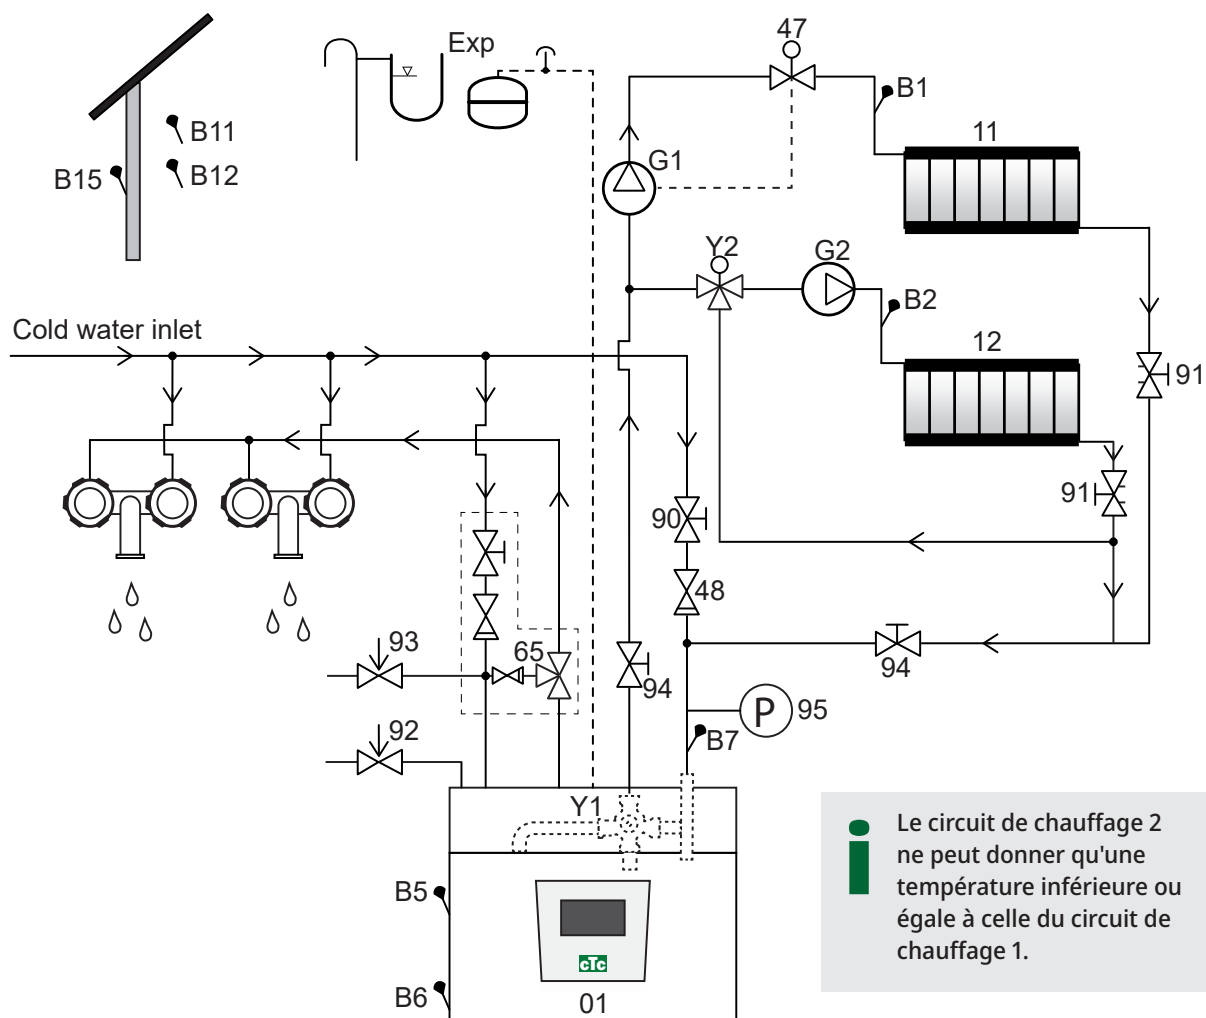 47
Exp
B1
B11
11
G1
B12
B15
Y2
G2
B2
Cold water inlet
12
91
91
90
48
93
65
94
94
P 95
92
B7
Y1
Le circuit de chauffage 2
ne peut donner qu'une
température inférieure ou
égale à celle du circuit de
chauffage 1.
B5
cTc
B6
01